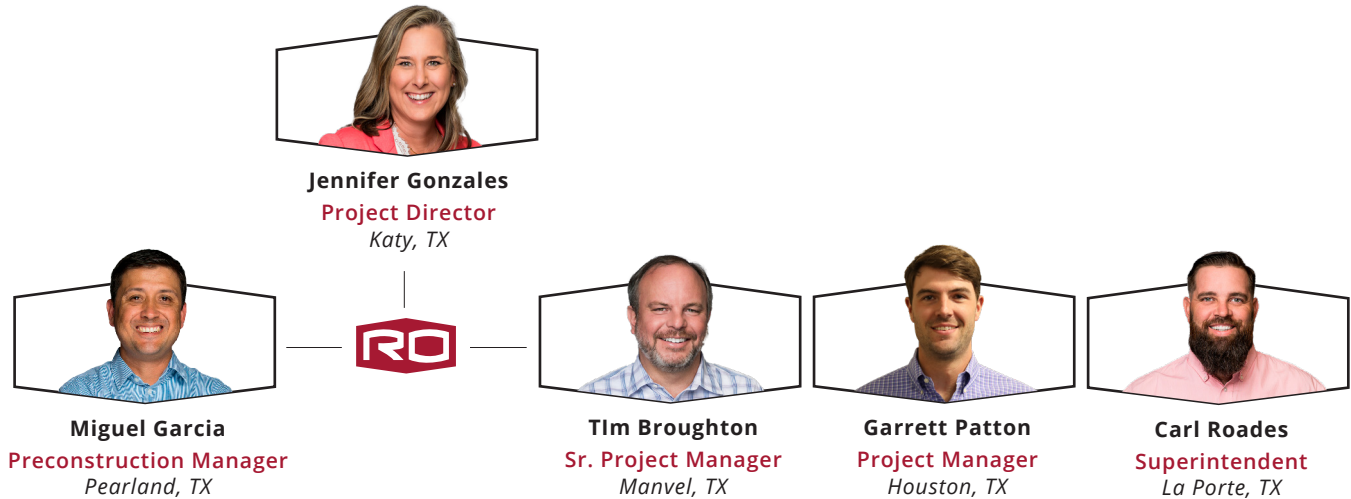 Jennifer Gonzales
Project Director
Katy, TX
RO
Miguel Garcia
Preconstruction Manager
Pearland, TX
TIm Broughton
Sr. Project Manager
Manvel, TX
Garrett Patton
Project Manager
Houston, TX
Carl Roades
Superintendent
La Porte, TX